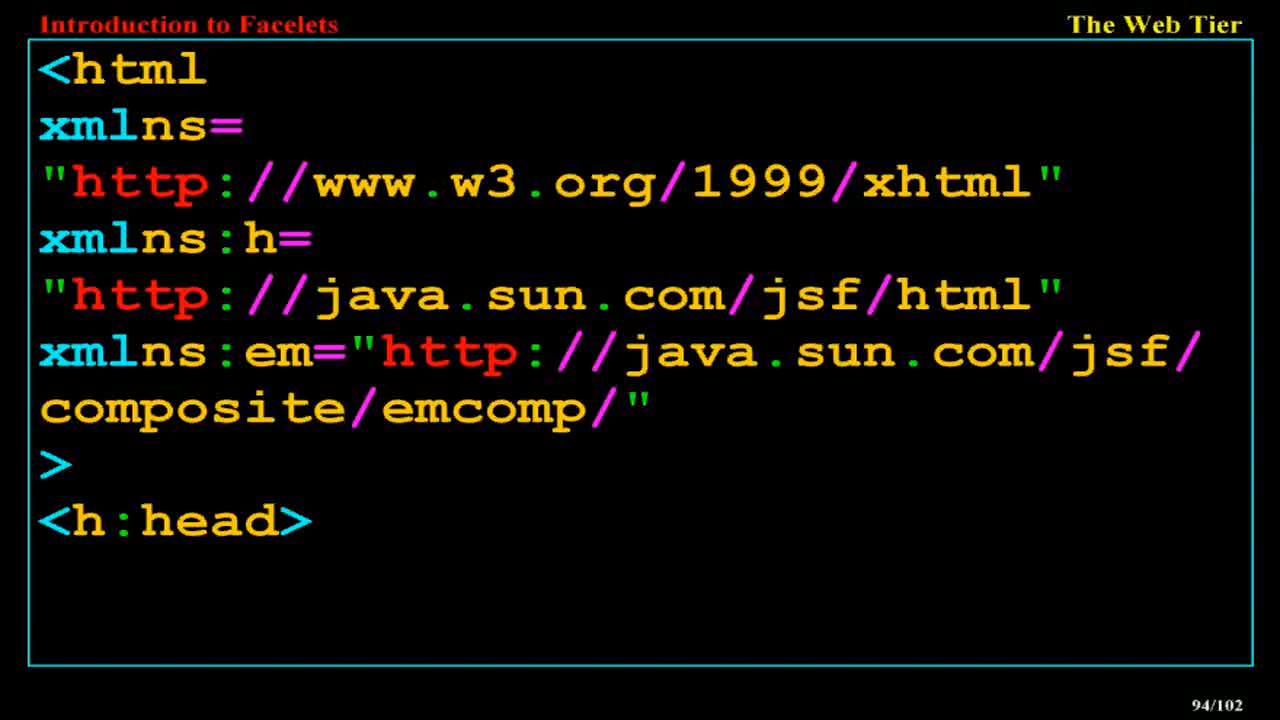 Introduction to Facelets
The Web Tier
<html
xmlns=
"http://www.w3.org/1999/xhtml"
xmlns:h=
"http://java.sun.com/jsf/html"
xmlns:em="http://java.sun.com/jsf/
composite/emcomp/"
>
<h:head>
94/102